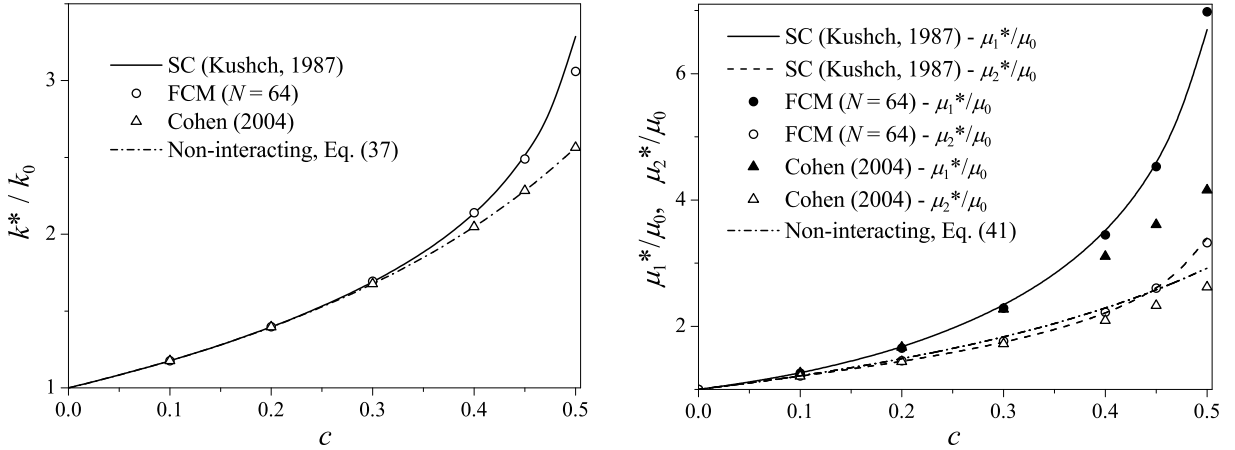 3
2
1
k* / k0
SC (Kushch, 1987)
FCM (N = 64)
Cohen (2004)
Non-interacting, Eq. (37)
0.0 0.1 0.2 0.3 0.4 0.5
c
6
4
2
μ1*/μ0, μ2*/μ0
SC (Kushch, 1987) - μ1*/μ0
SC (Kushch, 1987) - μ2*/μ0
FCM (N = 64) - μ1*/μ0
FCM (N = 64) - μ2*/μ0
Cohen (2004) - μ1*/μ0
Cohen (2004) - μ2*/μ0
Non-interacting, Eq. (41)
0.0 0.1 0.2 0.3 0.4 0.5
c